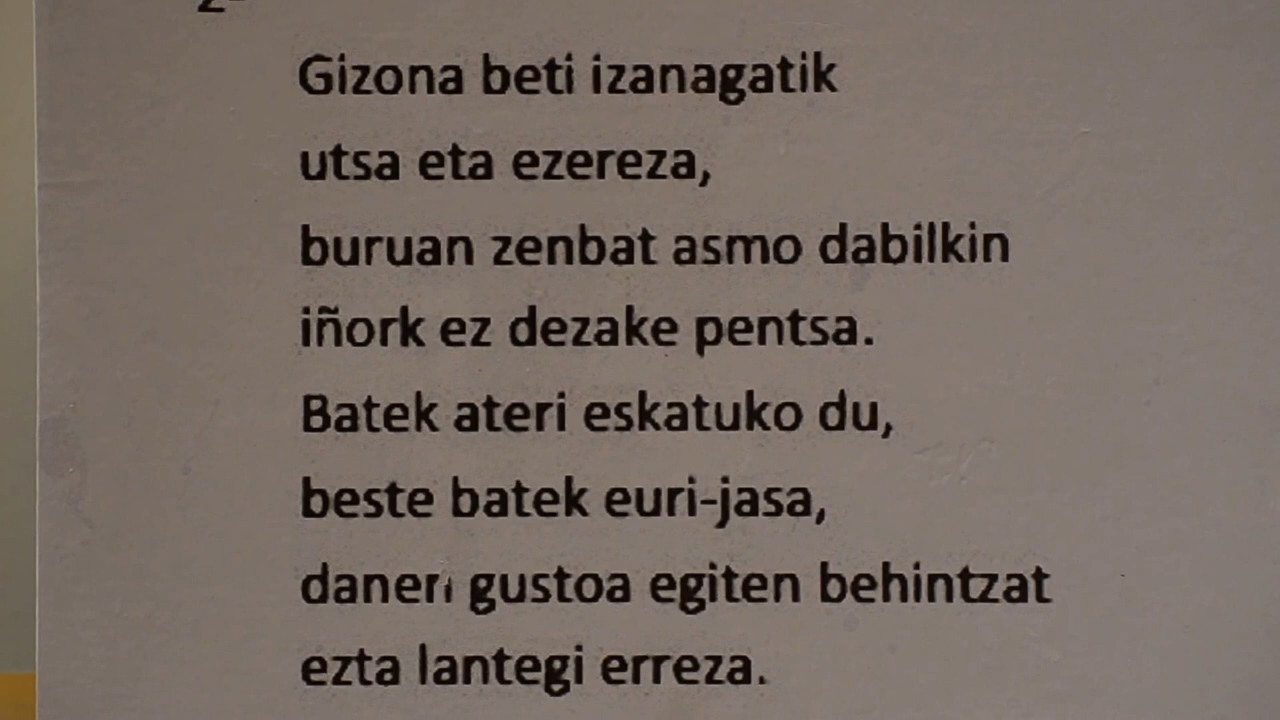 Gizona beti izanagatik
utsa eta ezereza,
buruan zenbat asmo dabilkin
iñork ez dezake pentsa.
Batek ateri eskatuko du,
beste batek euri-jasa,
daneri gustoa egiten behintzat
ezta lantegi erreza.